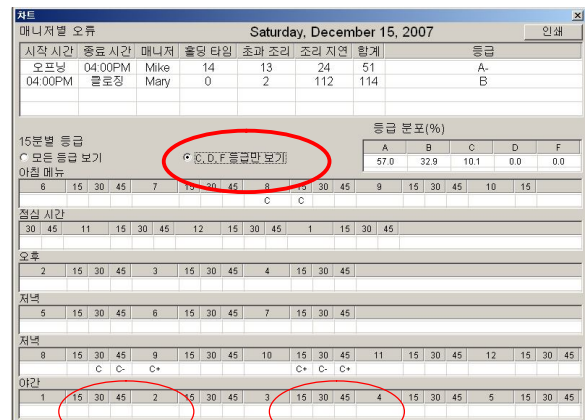 차트
매니저별 오류 Saturday, December 15, 2007 인쇄
시작 시간 종료 시간 매니저 홀딩 타임 초과 조리 조리 지연 합계 등급
오프닝 04:00PM Mike 14 13 24 51 A-
04:00PM 클로징 Mary 0 2 112 114 B
등급 분포(%)
15분별 등급
A B C D F
모든 등급 보기 C, D, F 등급만 보기
57.0 32.9 10.1 0.0 0.0
아침 메뉴
6 15 30 45 7 15 30 45 8 15 30 45 9 15 30 45 10 15
C C
점심 시간
30 45 11 15 30 45 12 15 30 45 1 15 30 45
오후
2 15 30 45 3 15 30 45 4 15 30 45
저녁
5 15 30 45 6 15 30 45 7 15 30 45
저녁
8 15 30 45 9 15 30 45 10 15 30 45 11 15 30 45 12 15 30 45
C C- C+ C+ C- C+
야간
1 15 30 45 2 15 30 45 3 15 30 45 4 15 30 45 5 15 30 45